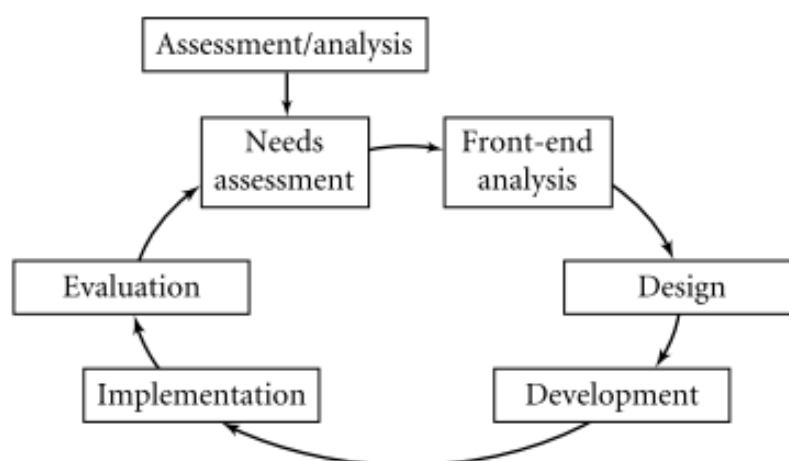 Assessment/analysis
Needs
assessment
Front-end
analysis
Evaluation
Design
Implementation
Development